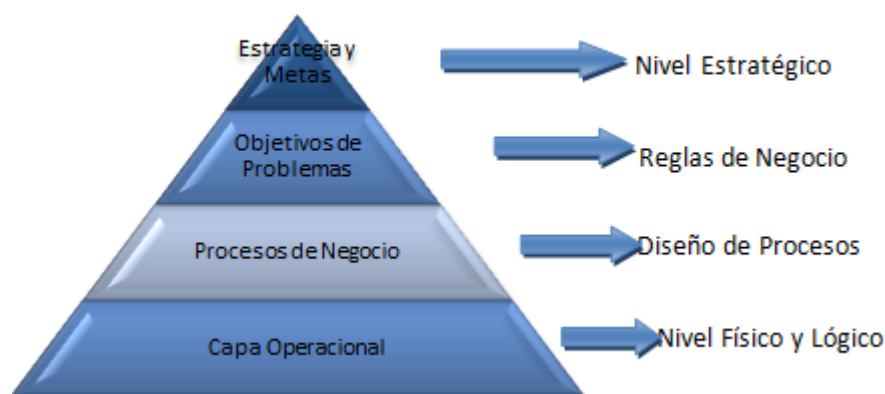 Estrategia y
Metas
Nivel Estratégico
Objetivos de
Problemas
Reglas de Negocio
Procesos de Negocio
Diseño de Procesos
Capa Operacional
Nivel Físico y Lógico